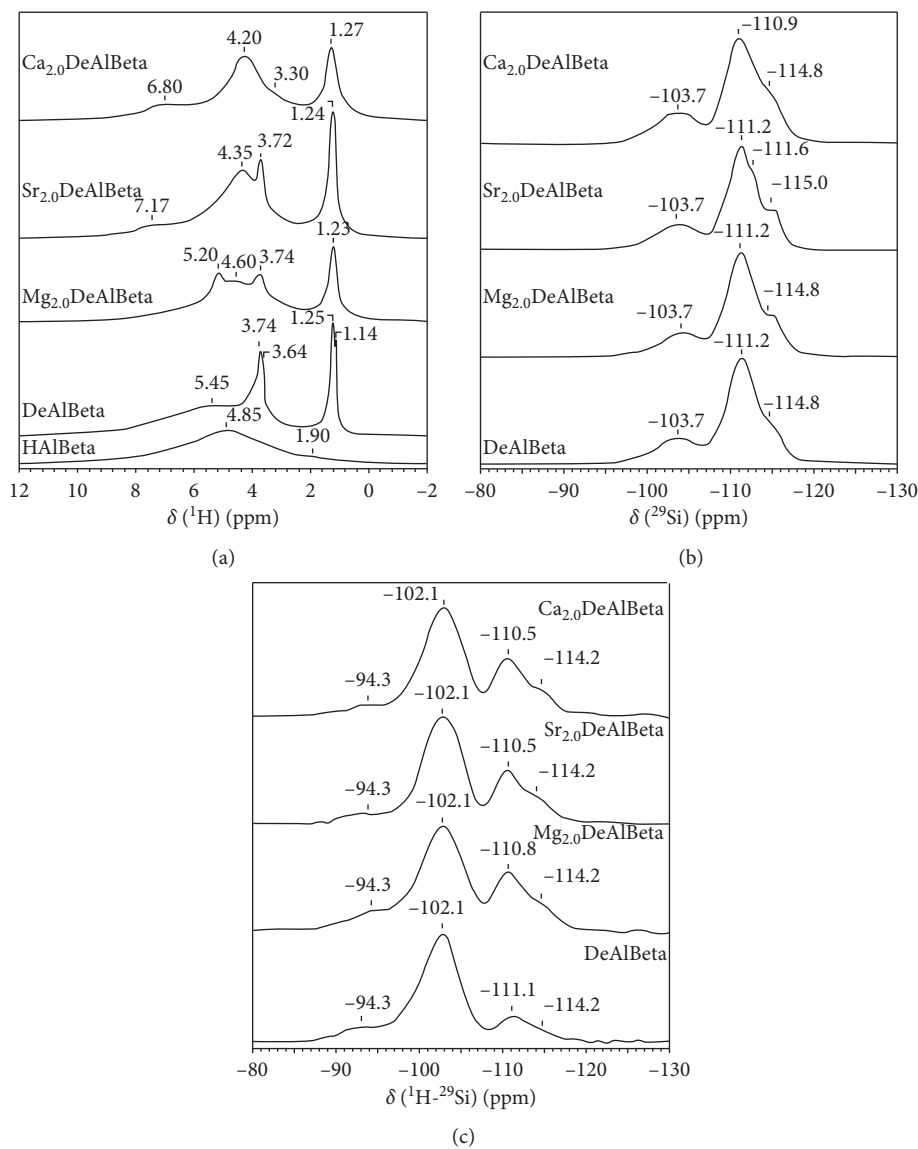 4.20
1.27
Ca2.0DeAlBeta
6.80
3.30
1.24
4.35
3.72
Sr2.0DeAlBeta
7.17
1.23
5.20
4.60
3.74
Mg2.0DeAlBeta
1.25
1.14
3.74
3.64
5.45
DeAlBeta
4.85
HAlBeta
1.90
12 10 8 6 4 2 0 −2
δ (¹H) (ppm)
(a)
−110.9
Ca2.0DeAlBeta
−114.8
−103.7
−111.2
−111.6
Sr2.0DeAlBeta
−115.0
−103.7
−111.2
Mg2.0DeAlBeta
−114.8
−103.7
−111.2
−114.8
−103.7
DeAlBeta
−80 −90 −100 −110 −120 −130
δ (²⁹Si) (ppm)
(b)
−102.1
Ca2.0DeAlBeta
−110.5
−114.2
−94.3
−102.1
Sr2.0DeAlBeta
−110.5
−114.2
−94.3
−102.1
Mg2.0DeAlBeta
−110.8
−114.2
−94.3
−102.1
DeAlBeta
−111.1
−94.3
−114.2
−80 −90 −100 −110 −120 −130
δ (¹H-²⁹Si) (ppm)
(c)